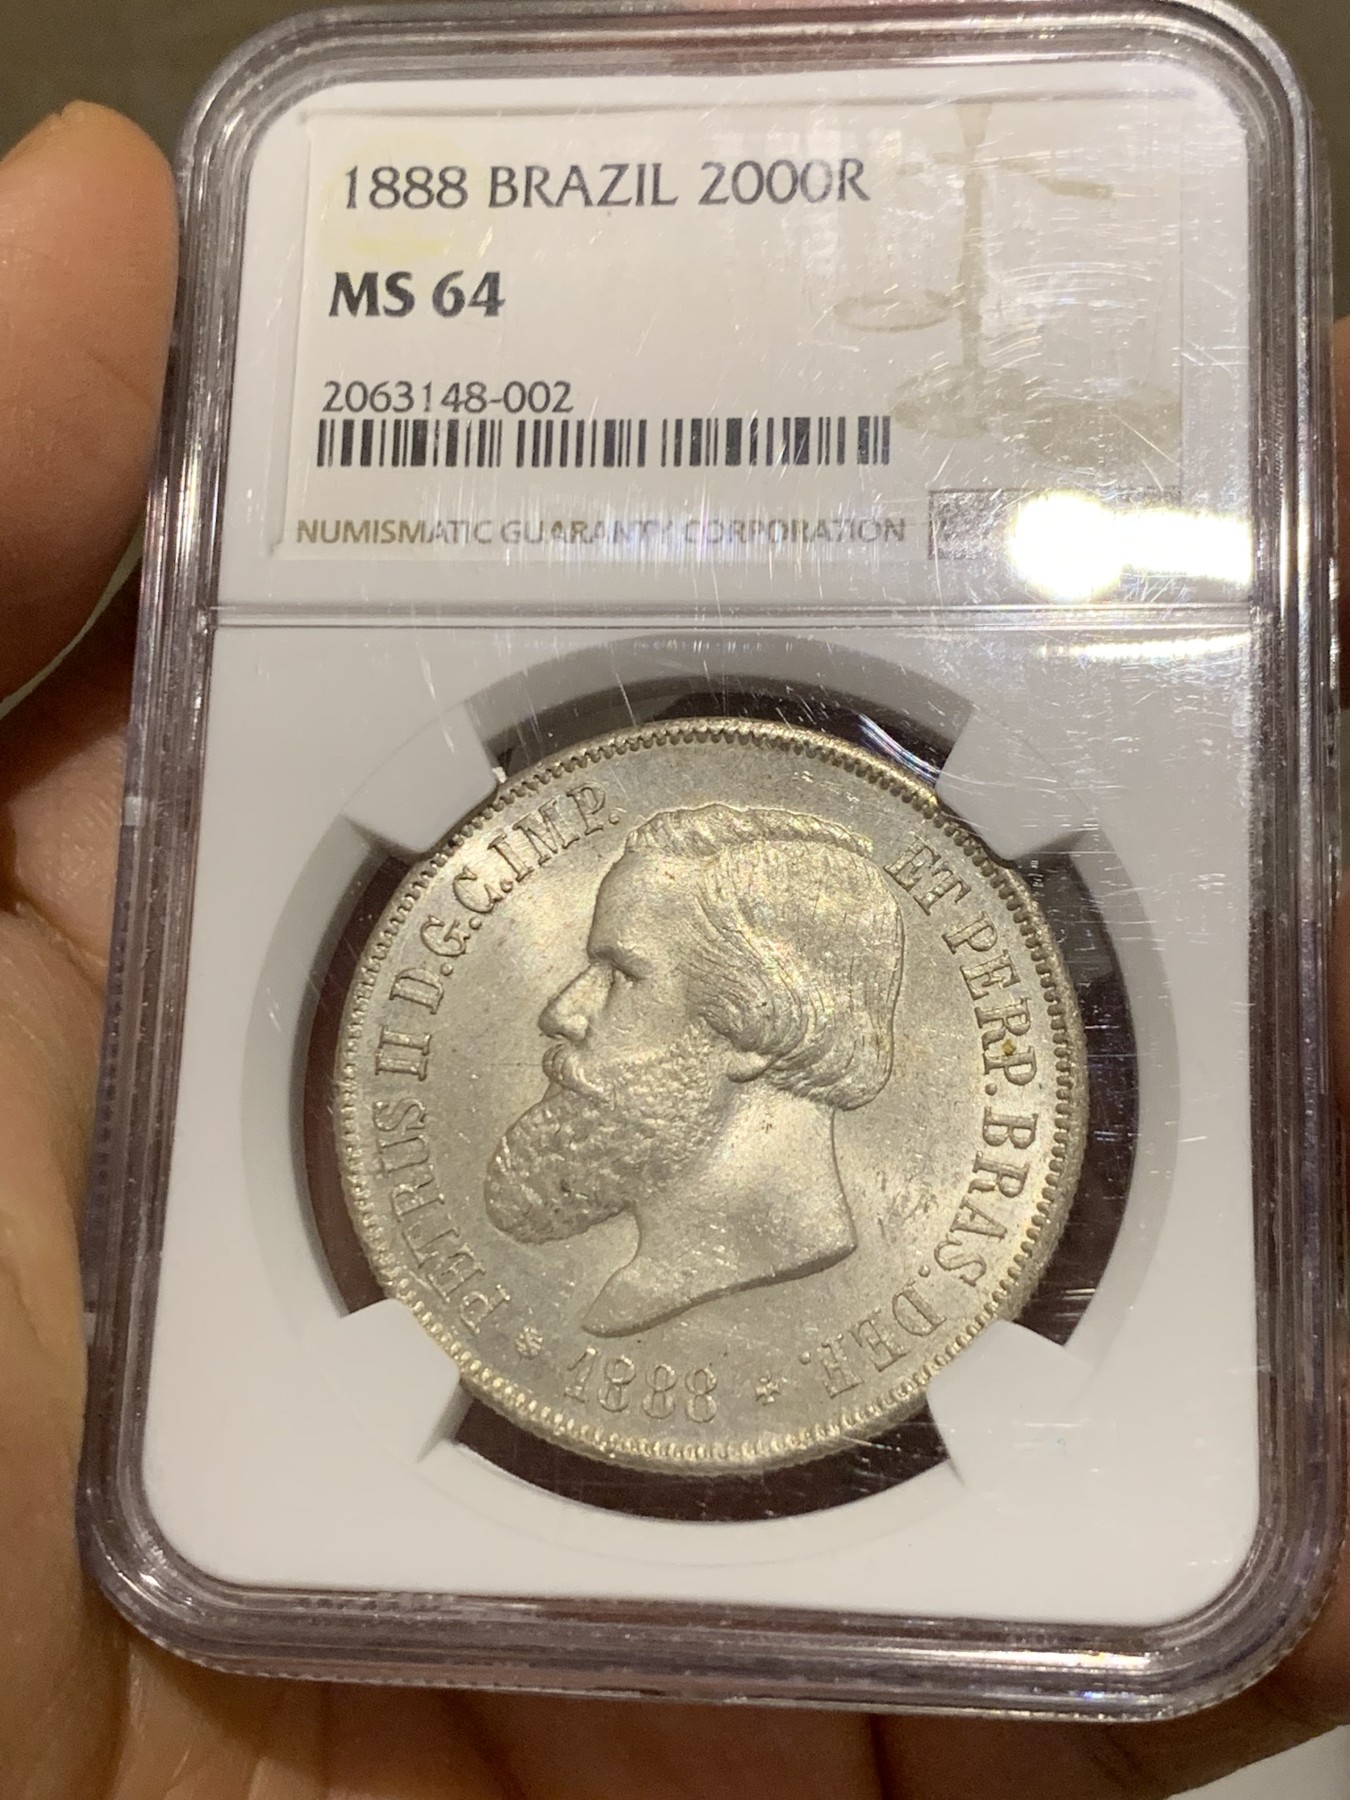 1888 BRAZIL 2000R
MS 64
2063148-002
NUMISMATIC GUARANTY CORPORATION
PETRUS II D.G.C.IMP. ET PERP. BRAS. DEF.
* 1888 *